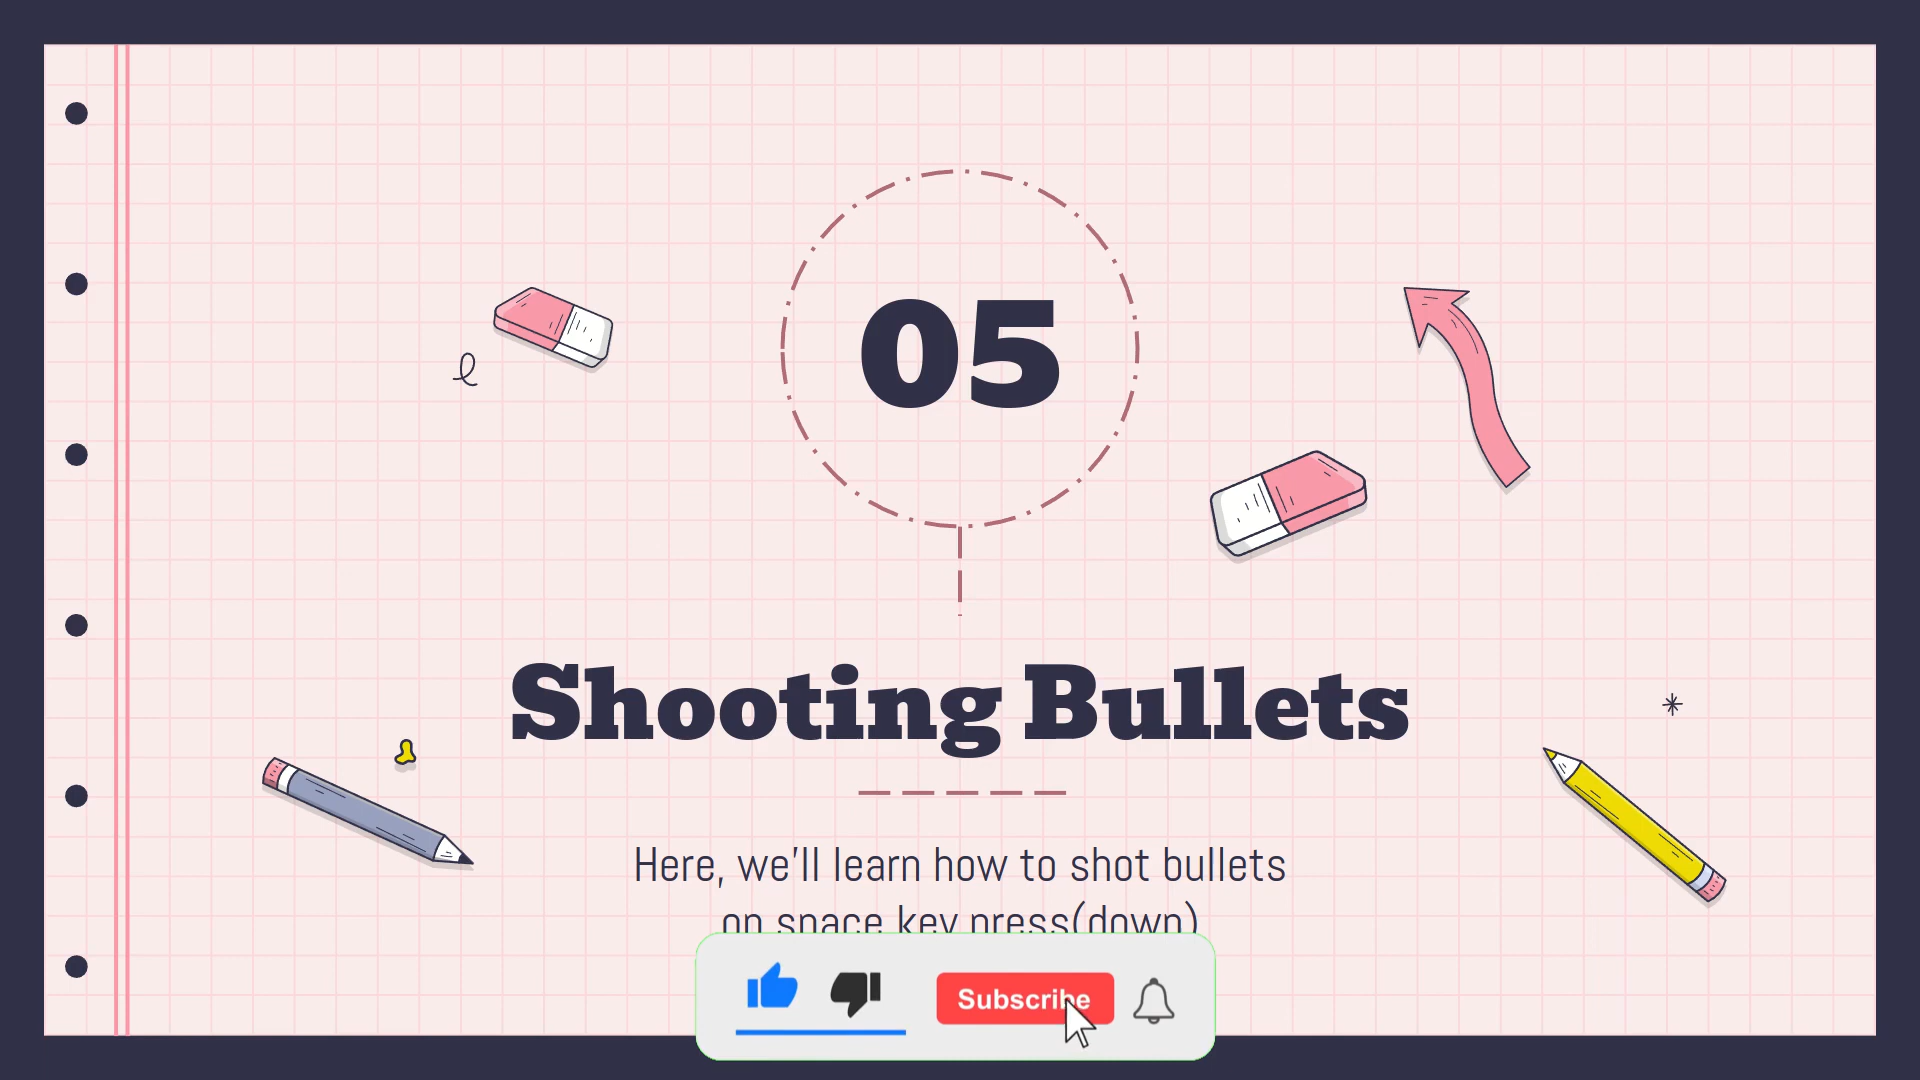 05
Shooting Bullets
Here, we'll learn how to shot bullets
on space key press(down)
Subscribe